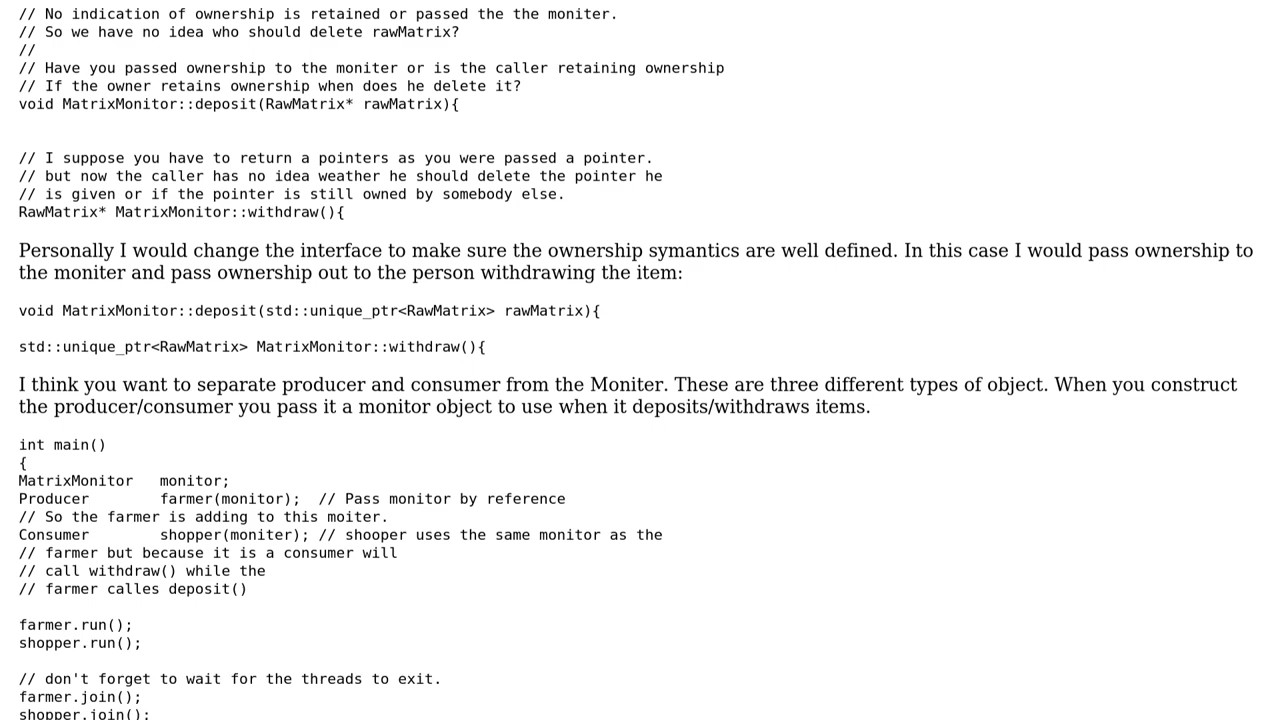 // No indication of ownership is retained or passed the the moniter.
// So we have no idea who should delete rawMatrix?
//
// Have you passed ownership to the moniter or is the caller retaining ownership
// If the owner retains ownership when does he delete it?
void MatrixMonitor::deposit(RawMatrix* rawMatrix){
// I suppose you have to return a pointers as you were passed a pointer.
// but now the caller has no idea weather he should delete the pointer he
// is given or if the pointer is still owned by somebody else.
RawMatrix* MatrixMonitor::withdraw(){
Personally I would change the interface to make sure the ownership symantics are well defined. In this case I would pass ownership to
the moniter and pass ownership out to the person withdrawing the item:
void MatrixMonitor::deposit(std::unique_ptr<RawMatrix> rawMatrix){
std::unique_ptr<RawMatrix> MatrixMonitor::withdraw(){
I think you want to separate producer and consumer from the Moniter. These are three different types of object. When you construct
the producer/consumer you pass it a monitor object to use when it deposits/withdraws items.
int main()
{
MatrixMonitor   monitor;
Producer        farmer(monitor);  // Pass monitor by reference
// So the farmer is adding to this moiter.
Consumer        shopper(moniter); // shooper uses the same monitor as the
// farmer but because it is a consumer will
// call withdraw() while the
// farmer calles deposit()
farmer.run();
shopper.run();
// don't forget to wait for the threads to exit.
farmer.join();
shopper.join();